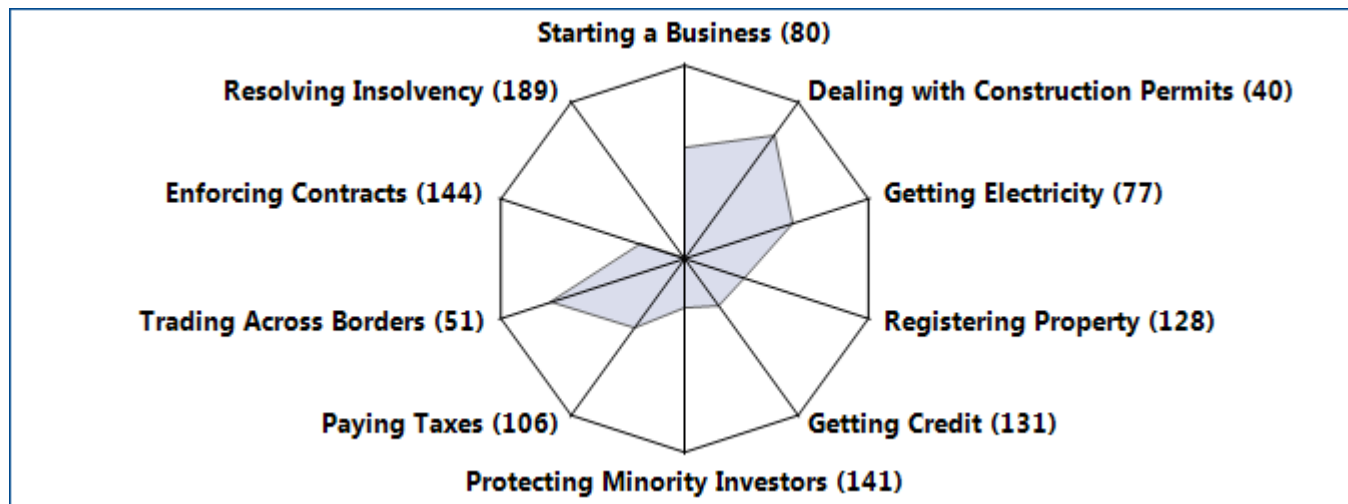 Starting a Business (80)
Dealing with Construction Permits (40)
Getting Electricity (77)
Registering Property (128)
Getting Credit (131)
Protecting Minority Investors (141)
Paying Taxes (106)
Trading Across Borders (51)
Enforcing Contracts (144)
Resolving Insolvency (189)